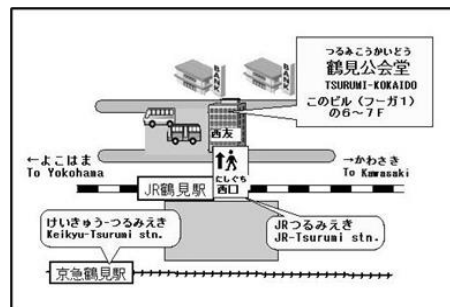 つるみこうかいどう
鶴見公会堂
TSURUMI-KOKAIDO
このビル（フーガ１）
の６～７Ｆ
BANK
BANK
西友
←よこはま
To Yokohama
→かわさき
To Kawasaki
にしぐち
西口
JR鶴見駅
けいきゅう-つるみえき
Keikyu-Tsurumi stn.
JRつるみえき
JR-Tsurumi stn.
京急鶴見駅